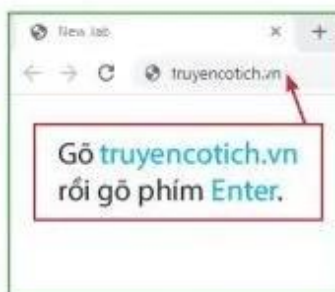 New tab
truyencotich.vn
Gõ truyencotich.vn
rồi gõ phím Enter.